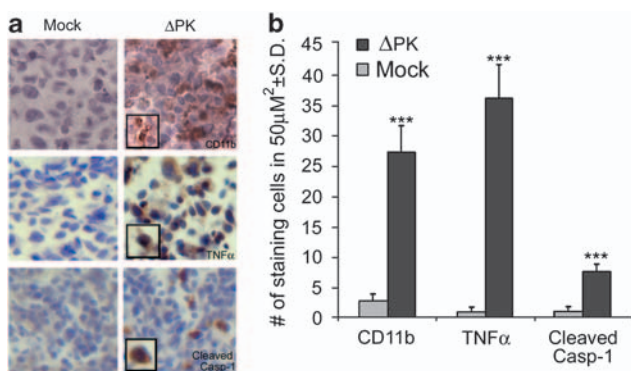 a
Mock
ΔPK
CD11b
TNFα
Cleaved
Casp-1
b
# of staining cells in 50µM²±S.D.
45
40
35
30
25
20
15
10
5
0
ΔPK
Mock
***
***
***
CD11b
TNFα
Cleaved
Casp-1